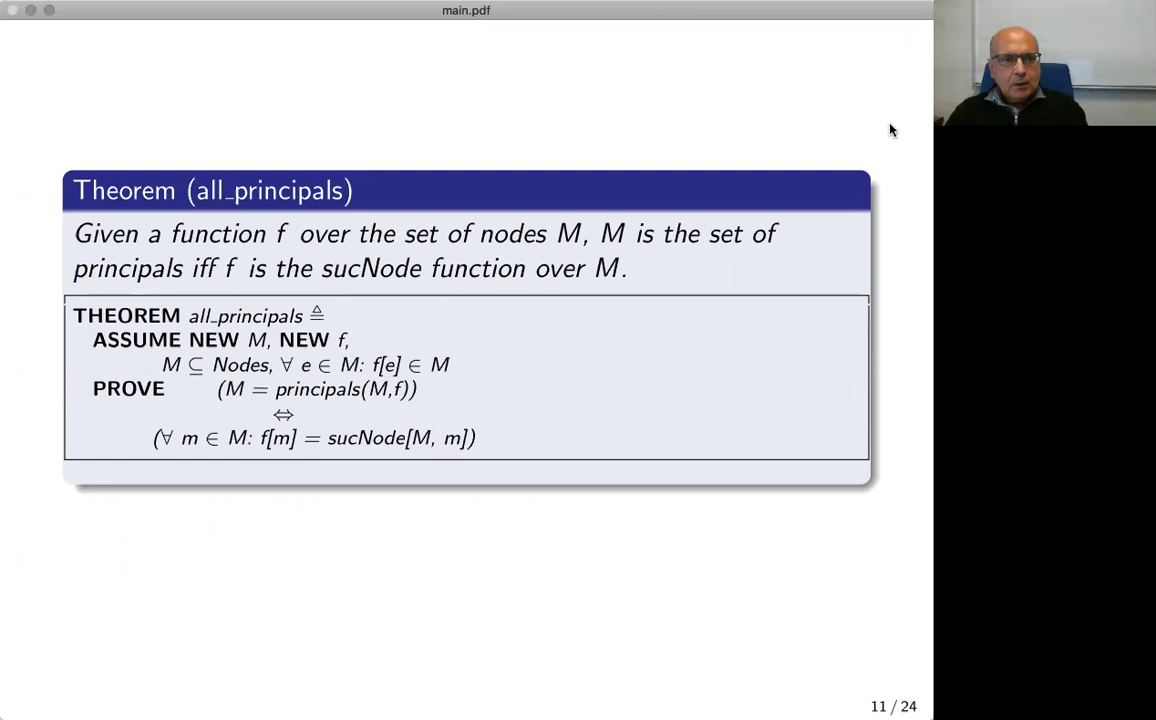 main.pdf
Theorem (all_principals)
Given a function f over the set of nodes M, M is the set of
principals iff f is the sucNode function over M.
THEOREM all_principals ≜
ASSUME NEW M, NEW f,
M ⊆ Nodes, ∀ e ∈ M: f[e] ∈ M
PROVE (M = principals(M,f))
⇔
(∀ m ∈ M: f[m] = sucNode[M, m])
11 / 24